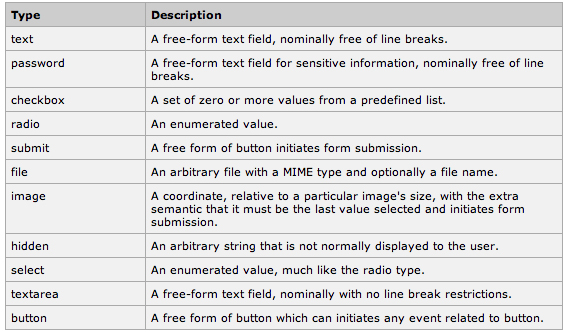 Type Description
text A free-form text field, nominally free of line breaks.
password A free-form text field for sensitive information, nominally free of line
breaks.
checkbox A set of zero or more values from a predefined list.
radio An enumerated value.
submit A free form of button initiates form submission.
file An arbitrary file with a MIME type and optionally a file name.
image A coordinate, relative to a particular image's size, with the extra
semantic that it must be the last value selected and initiates form
submission.
hidden An arbitrary string that is not normally displayed to the user.
select An enumerated value, much like the radio type.
textarea A free-form text field, nominally with no line break restrictions.
button A free form of button which can initiates any event related to button.